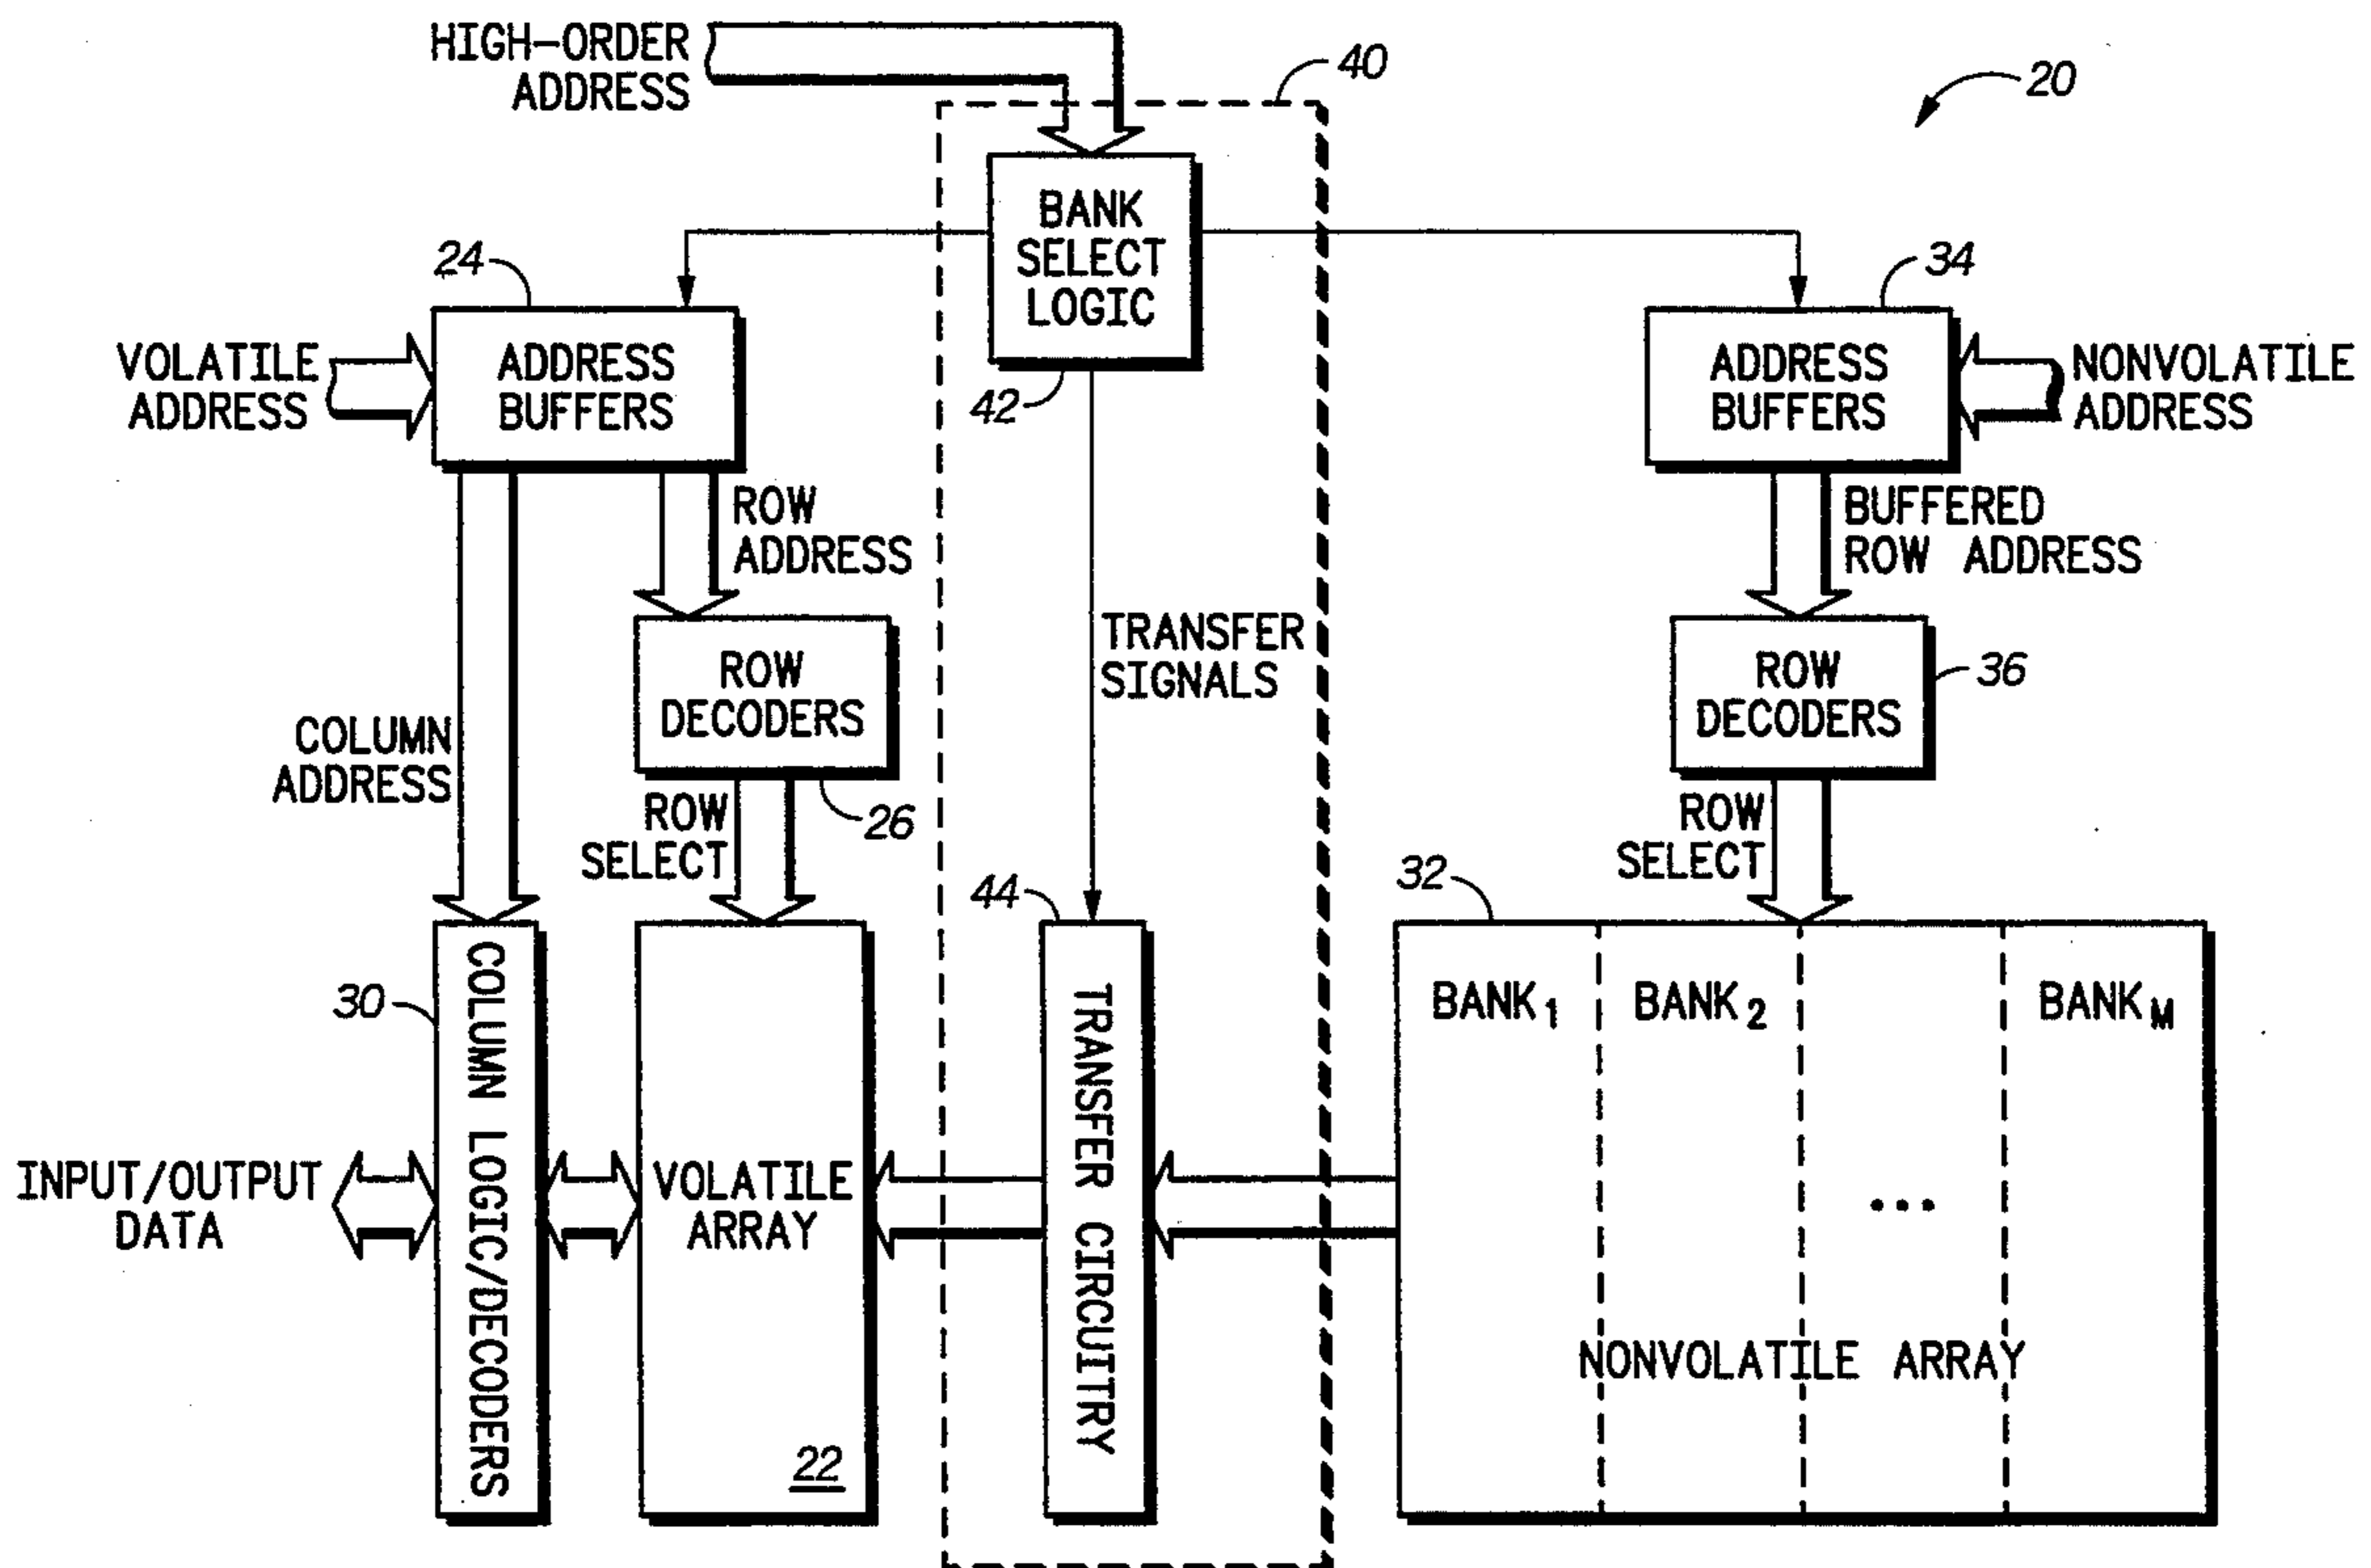 HIGH-ORDER
ADDRESS
40
20
BANK
SELECT
LOGIC
42
24
34
VOLATILE
ADDRESS
ADDRESS
BUFFERS
ADDRESS
BUFFERS
NONVOLATILE
ADDRESS
ROW
ADDRESS
BUFFERED
ROW ADDRESS
TRANSFER
SIGNALS
ROW
DECODERS
26
ROW
DECODERS
36
COLUMN
ADDRESS
ROW
SELECT
ROW
SELECT
44
32
30
COLUMN LOGIC/DECODERS
INPUT/OUTPUT
DATA
VOLATILE
ARRAY
22
TRANSFER CIRCUITRY
BANK1
BANK2
...
BANKM
NONVOLATILE ARRAY